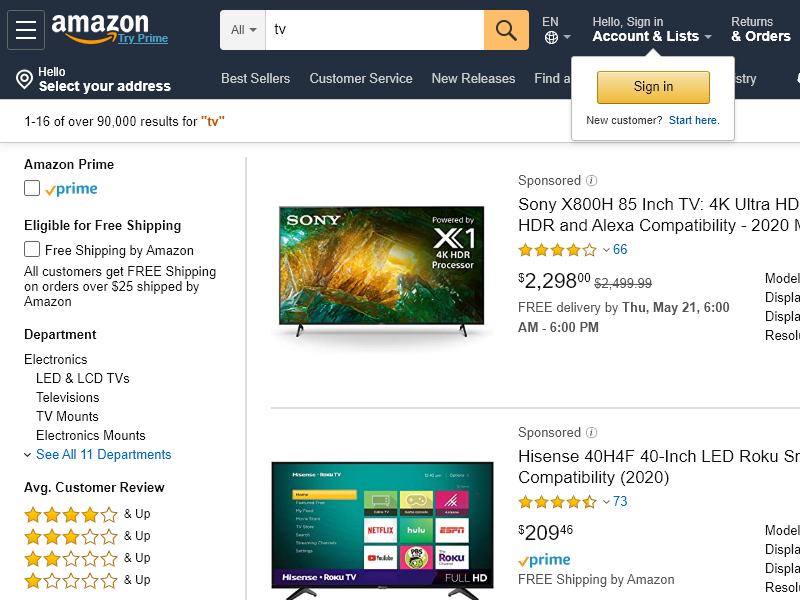 amazon
Try Prime
All
tv
EN
Hello, Sign in
Account & Lists
Returns
& Orders
Hello
Select your address
Best Sellers
Customer Service
New Releases
Find a
stry
Sign in
New customer? Start here.
1-16 of over 90,000 results for "tv"
Amazon Prime
prime
Eligible for Free Shipping
Free Shipping by Amazon
All customers get FREE Shipping
on orders over $25 shipped by
Amazon
Department
Electronics
LED & LCD TVs
Televisions
TV Mounts
Electronics Mounts
See All 11 Departments
Avg. Customer Review
& Up
& Up
& Up
& Up
SONY
Powered by
X1
4K HDR
Processor
Sponsored
Sony X800H 85 Inch TV: 4K Ultra HD
HDR and Alexa Compatibility - 2020 M
66
$2,298.00 $2,499.99
FREE delivery by Thu, May 21, 6:00
AM - 6:00 PM
Model
Displa
Displa
Resol
Hisense · Roku TV
Home
My Feed
Movie Store
TV Store
Search
Streaming Channels
Settings
NETFLIX
hulu
ESPN
YouTube
PBS
The Roku Channel
Hisense · Roku TV
FULL HD
Sponsored
Hisense 40H4F 40-Inch LED Roku Sm
Compatibility (2020)
73
$209.46
prime
FREE Shipping by Amazon
Model
Displa
Displa
Resolu